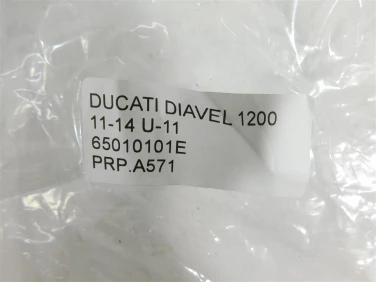 DUCATI DIAVEL 1200
11-14 U-11
65010101E
PRP.A571